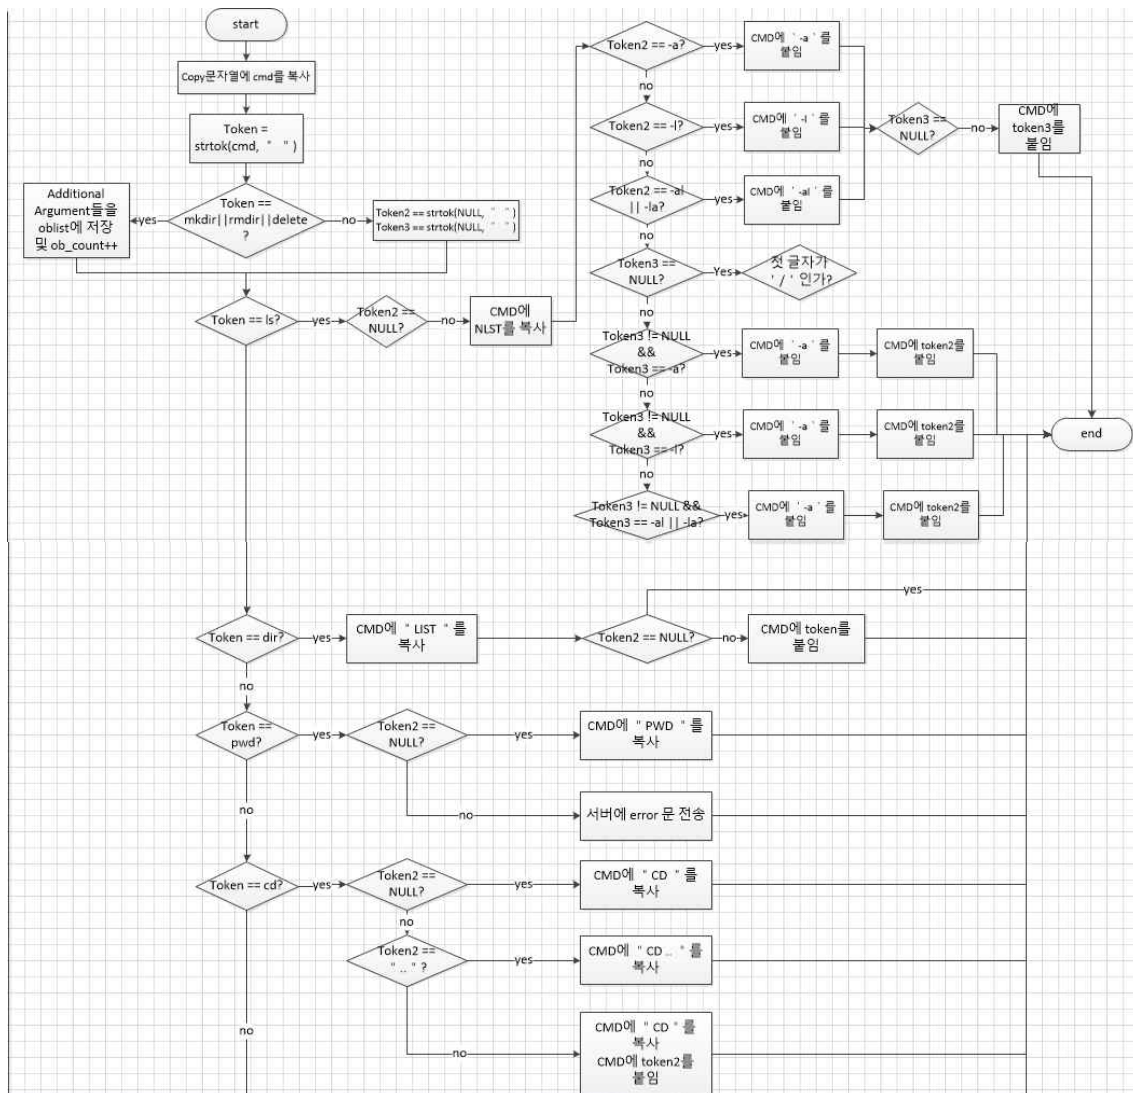 start
Copy문자열에 cmd를 복사
Token =
strtok(cmd, " ")
Token ==
mkdir||rmdir||delete
?
yes
Additional
Argument들을
oblist에 저장
및 ob_count++
no
Token2 == strtok(NULL, " ")
Token3 == strtok(NULL, " ")
Token == ls?
yes
Token2 ==
NULL?
no
CMD에
NLST를 복사
Token2 == -a?
yes
CMD에 ' -a ' 를
붙임
no
Token2 == -l?
yes
CMD에 ' -l ' 를
붙임
no
Token2 == -al
|| -la?
yes
CMD에 ' -al ' 를
붙임
Token3 ==
NULL?
no
CMD에
token3를
붙임
no
Token3 ==
NULL?
Yes
첫 글자가
' / ' 인가?
no
Token3 != NULL
&&
Token3 == -a?
yes
CMD에 ' -a ' 를
붙임
CMD에 token2를
붙임
no
Token3 != NULL
&&
Token3 == -l?
yes
CMD에 ' -a ' 를
붙임
CMD에 token2를
붙임
end
no
Token3 != NULL &&
Token3 == -al || -la?
yes
CMD에 ' -a ' 를
붙임
CMD에 token2를
붙임
Token == dir?
yes
CMD에 " LIST " 를
복사
Token2 == NULL?
yes
no
CMD에 token를
붙임
no
Token ==
pwd?
yes
Token2 ==
NULL?
yes
CMD에 " PWD " 를
복사
no
서버에 error 문 전송
no
Token == cd?
yes
Token2 ==
NULL?
yes
CMD에 " CD " 를
복사
no
Token2 ==
" .. " ?
yes
CMD에 " CD .. " 를
복사
no
CMD에 " CD " 를
복사
CMD에 token2를
붙임
no